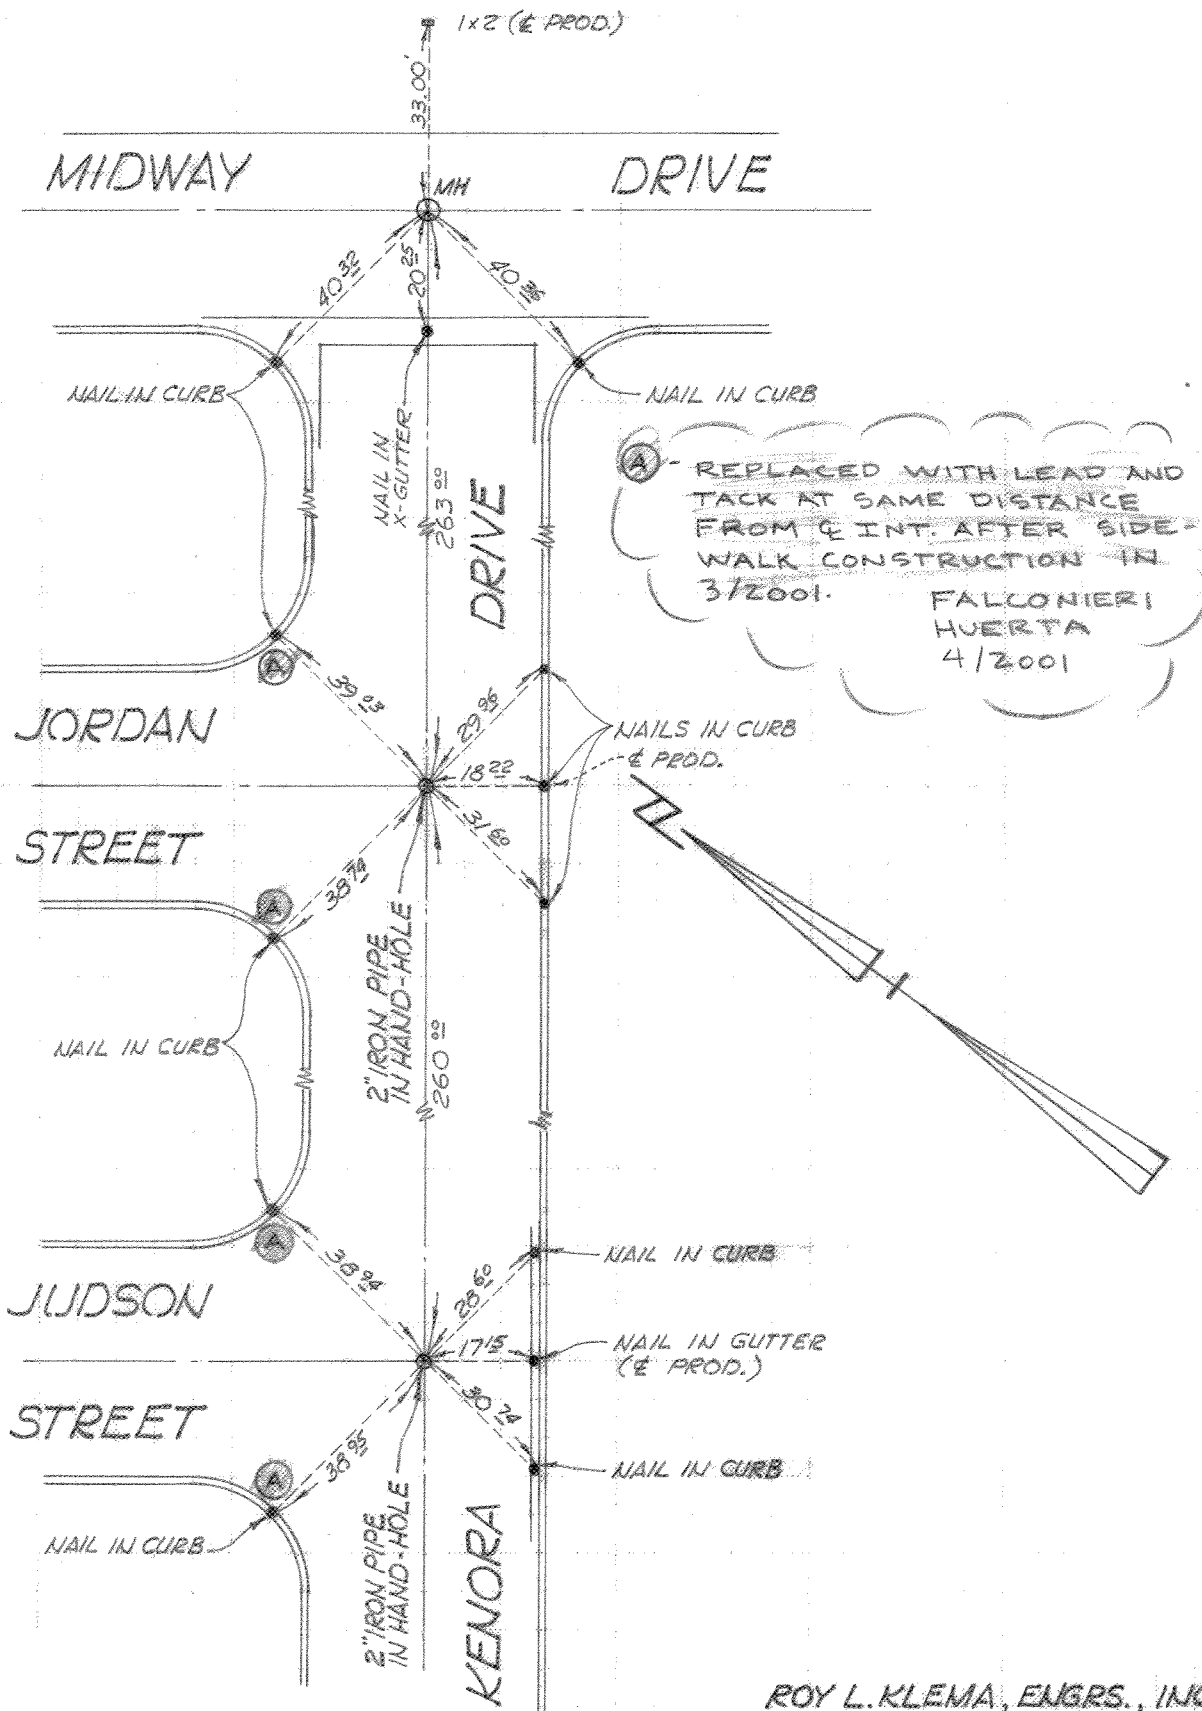 1x2 (℄ PROD.)
33.00'
MIDWAY DRIVE
MH
40 32
20 25
40 36
NAIL IN CURB
NAIL IN CURB
NAIL IN
X-GUTTER
263 00
DRIVE
A - REPLACED WITH LEAD AND
TACK AT SAME DISTANCE
FROM ℄ INT. AFTER SIDE-
WALK CONSTRUCTION IN
3/2001.
FALCONIERI
HUERTA
4/2001
A
39 03
29 96
JORDAN
NAILS IN CURB
℄ PROD.
18 22
STREET
31 60
38 74
A
N
2" IRON PIPE
IN HAND-HOLE
260 00
NAIL IN CURB
A
38 94
28 60
NAIL IN CURB
JUDSON
17 15
NAIL IN GUTTER
(℄ PROD.)
30 74
STREET
38 95
A
NAIL IN CURB
NAIL IN CURB
2" IRON PIPE
IN HAND-HOLE
KENORA
ROY L. KLEMA, ENGRS., INC